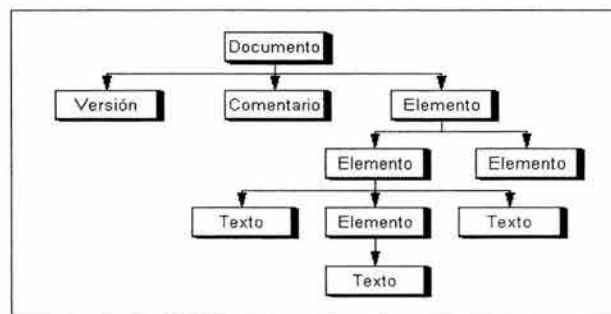 Documento
Versión
Comentario
Elemento
Elemento
Elemento
Texto
Elemento
Texto
Texto